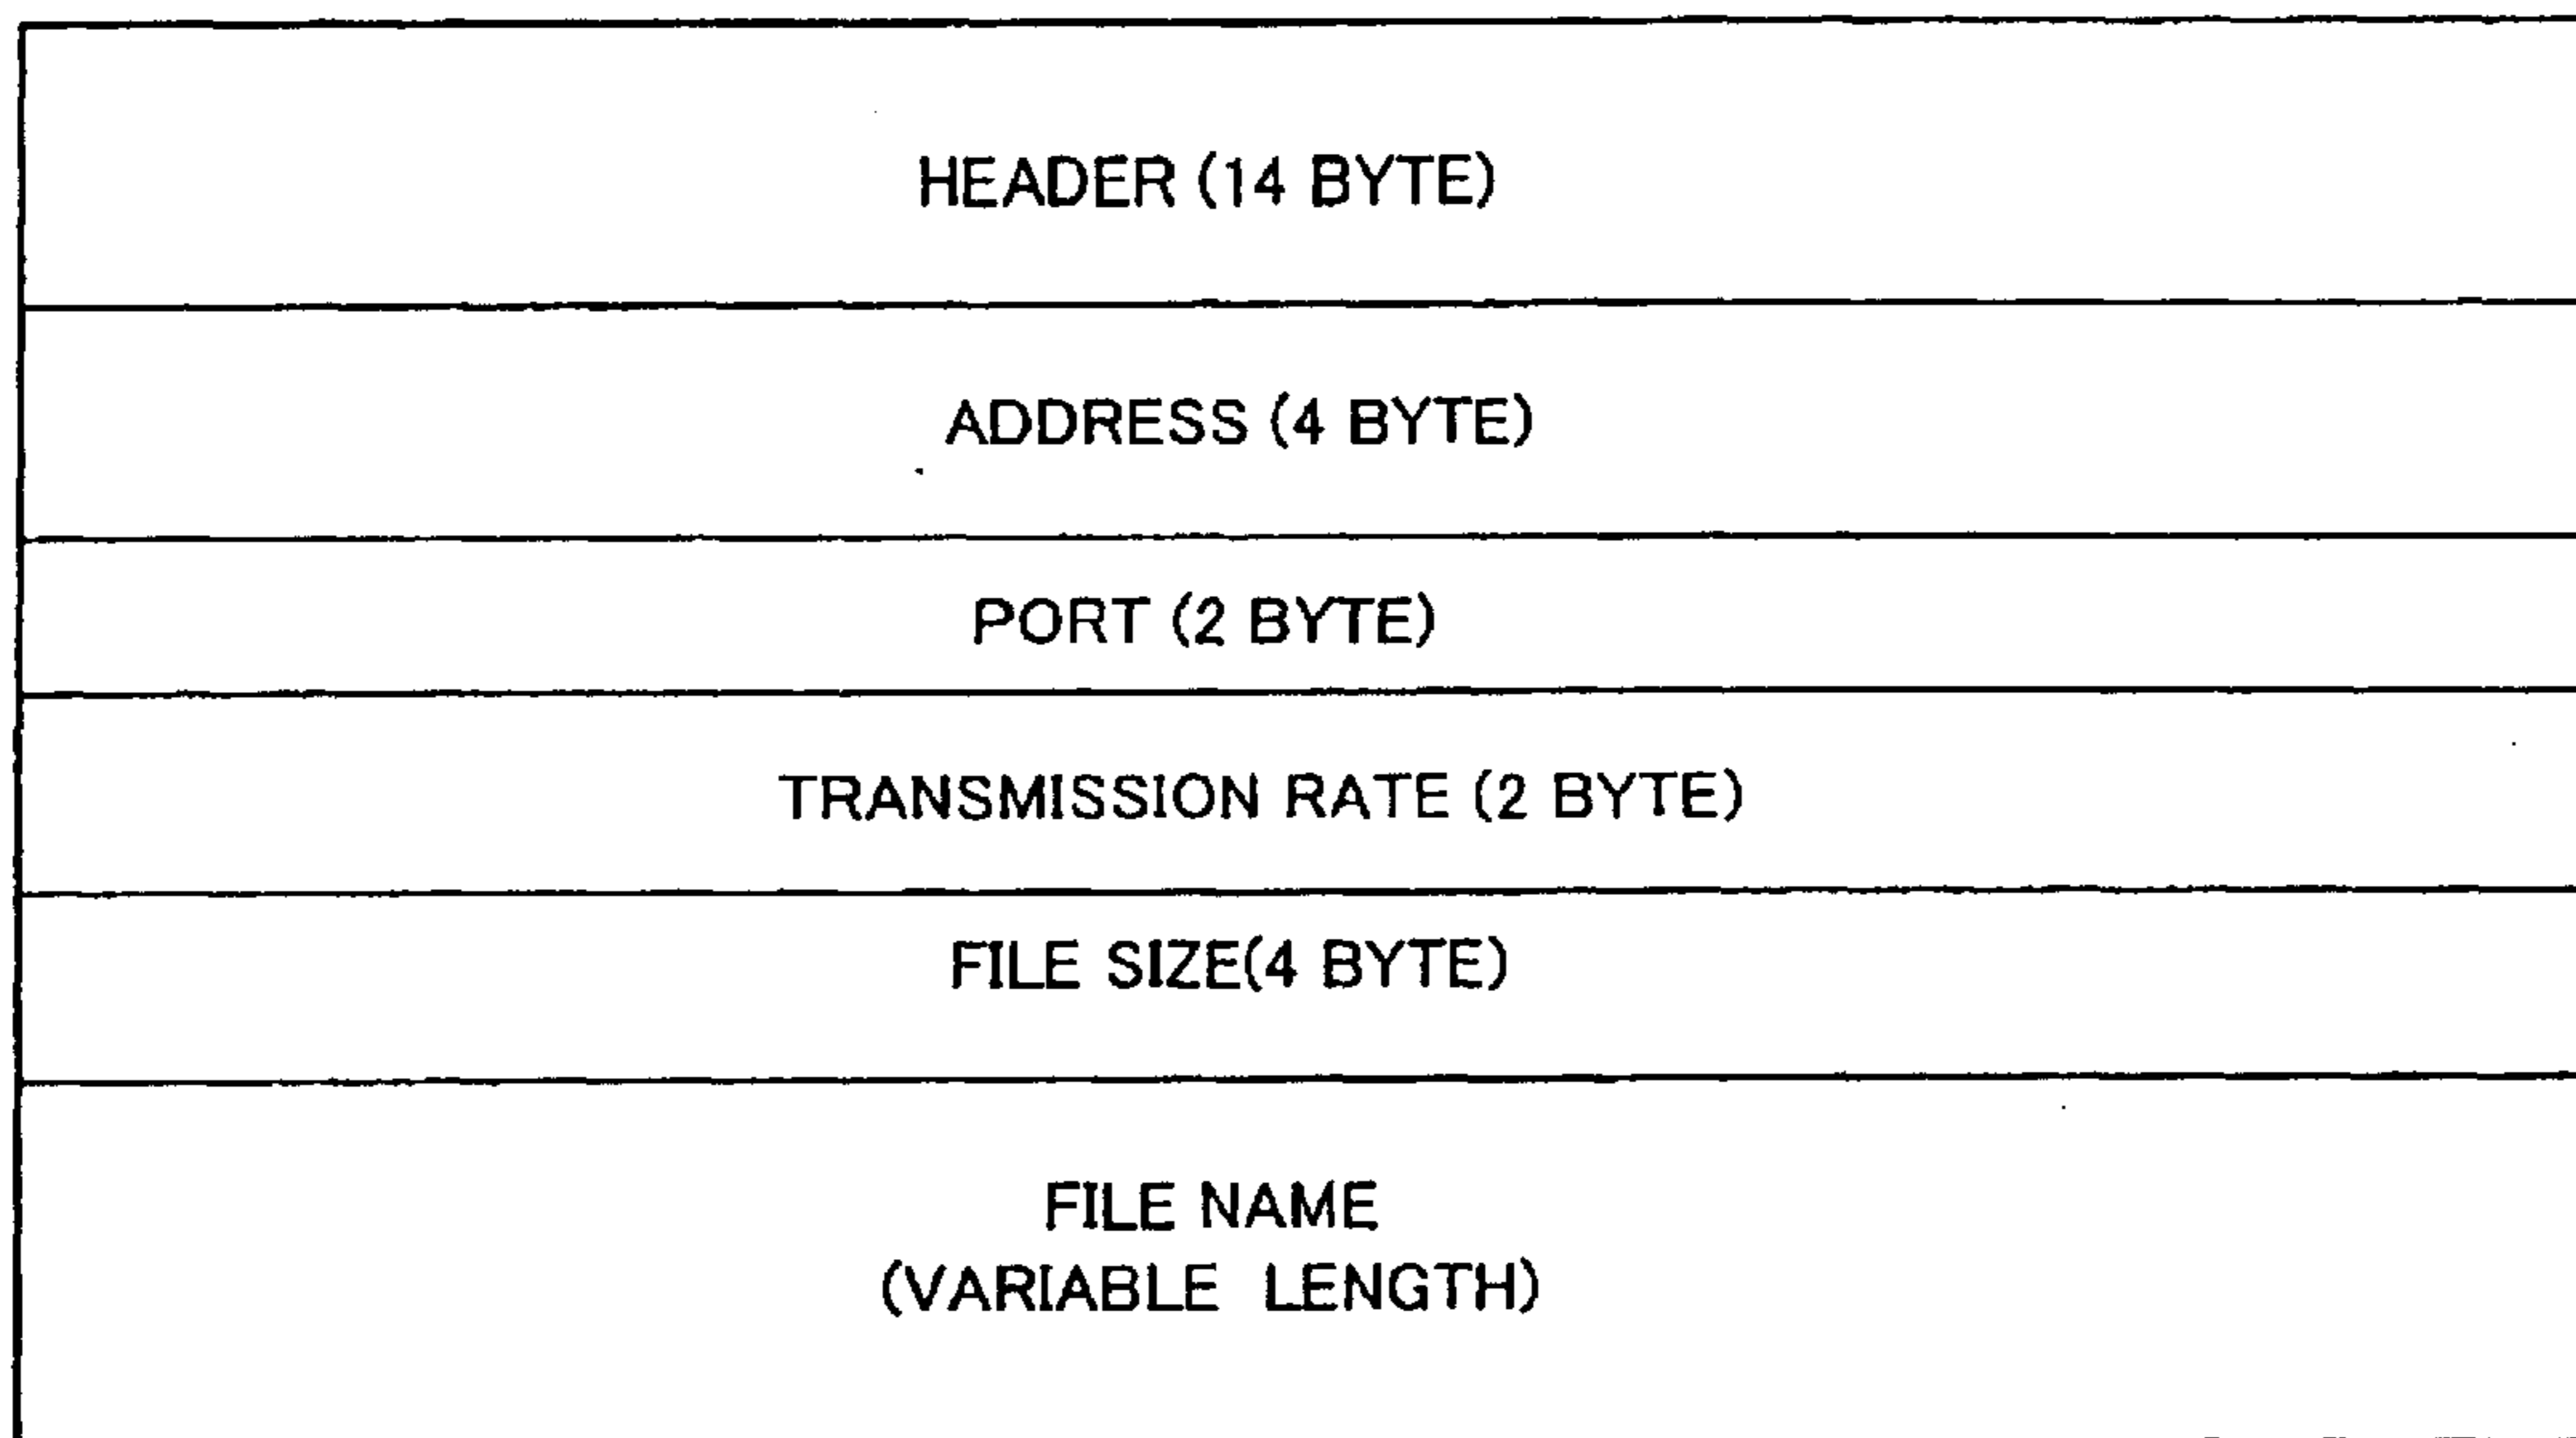 HEADER (14 BYTE)
ADDRESS (4 BYTE)
PORT (2 BYTE)
TRANSMISSION RATE (2 BYTE)
FILE SIZE(4 BYTE)
FILE NAME
(VARIABLE LENGTH)